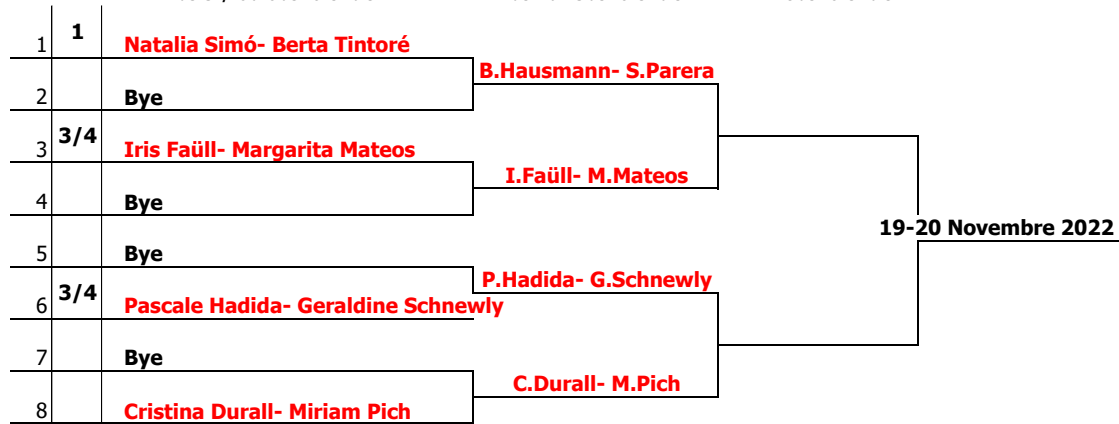 1
1 Natalia Simó- Berta Tintoré
B.Hausmann- S.Parera
2 Bye
3/4
3 Iris Faüll- Margarita Mateos
I.Faüll- M.Mateos
4 Bye
19-20 Novembre 2022
5 Bye
P.Hadida- G.Schnewly
3/4
6 Pascale Hadida- Geraldine Schnewly
7 Bye
C.Durall- M.Pich
8 Cristina Durall- Miriam Pich